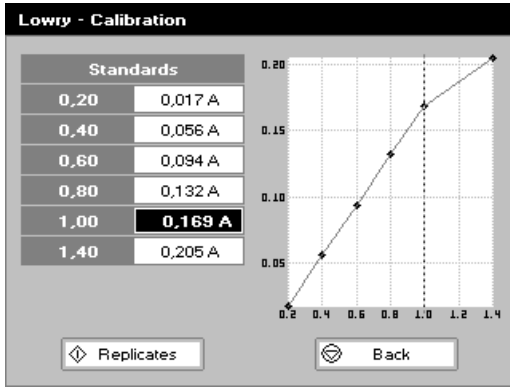 Lowry - Calibration
Standards
0,20 0,017 A
0,40 0,056 A
0,60 0,094 A
0,80 0,132 A
1,00 0,169 A
1,40 0,205 A
0.20
0.15
0.10
0.05
0.2 0.4 0.6 0.8 1.0 1.2 1.4
Replicates
Back